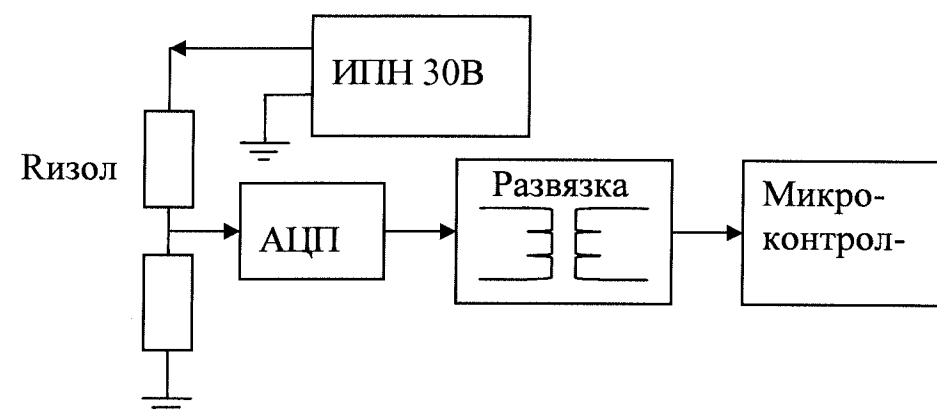 ИПН 30В
Rизол
АЦП
Развязка
Микро-
контрол-